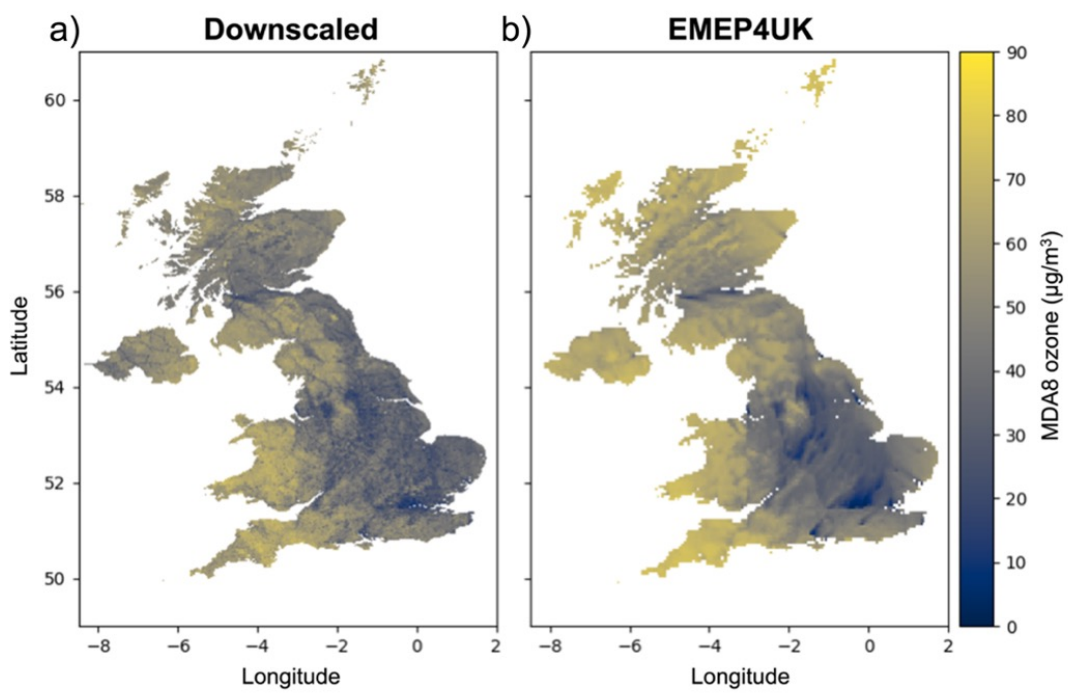 a) Downscaled
b) EMEP4UK
60
58
56
54
52
50
Latitude
−8 −6 −4 −2 0 2
Longitude
−8 −6 −4 −2 0 2
Longitude
90
80
70
60
50
40
30
20
10
0
MDA8 ozone (µg/m³)